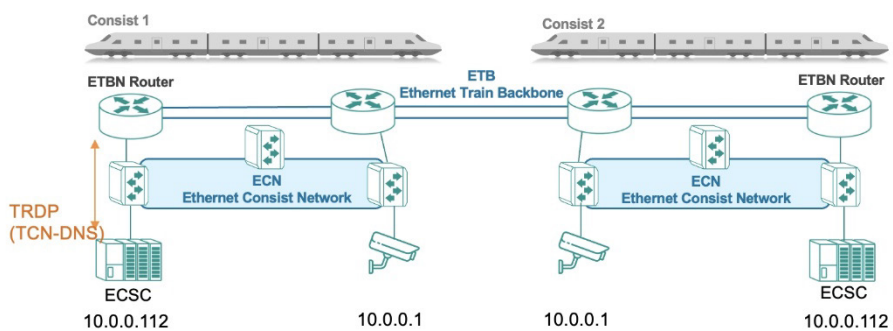 Consist 1
Consist 2
ETBN Router
ETB
Ethernet Train Backbone
ETBN Router
ECN
Ethernet Consist Network
ECN
Ethernet Consist Network
TRDP
(TCN-DNS)
ECSC
ECSC
10.0.0.112
10.0.0.1
10.0.0.1
10.0.0.112